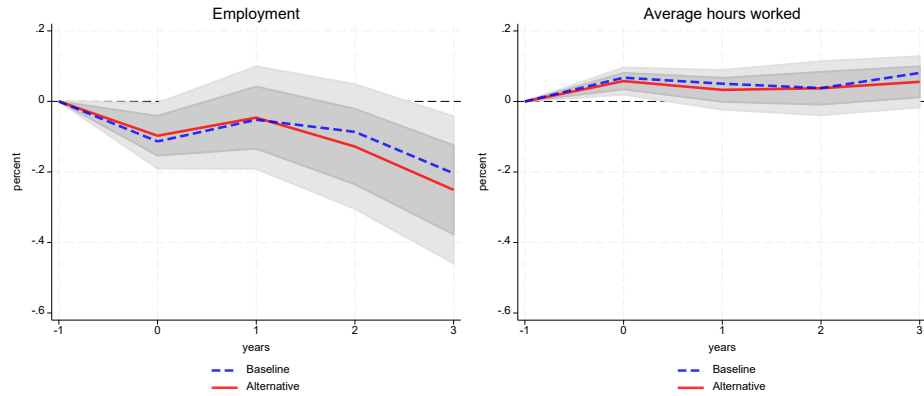 Employment
.2
0
-.2
-.4
-.6
percent
-1 0 1 2 3
years
Baseline
Alternative
Average hours worked
.2
0
-.2
-.4
-.6
percent
-1 0 1 2 3
years
Baseline
Alternative